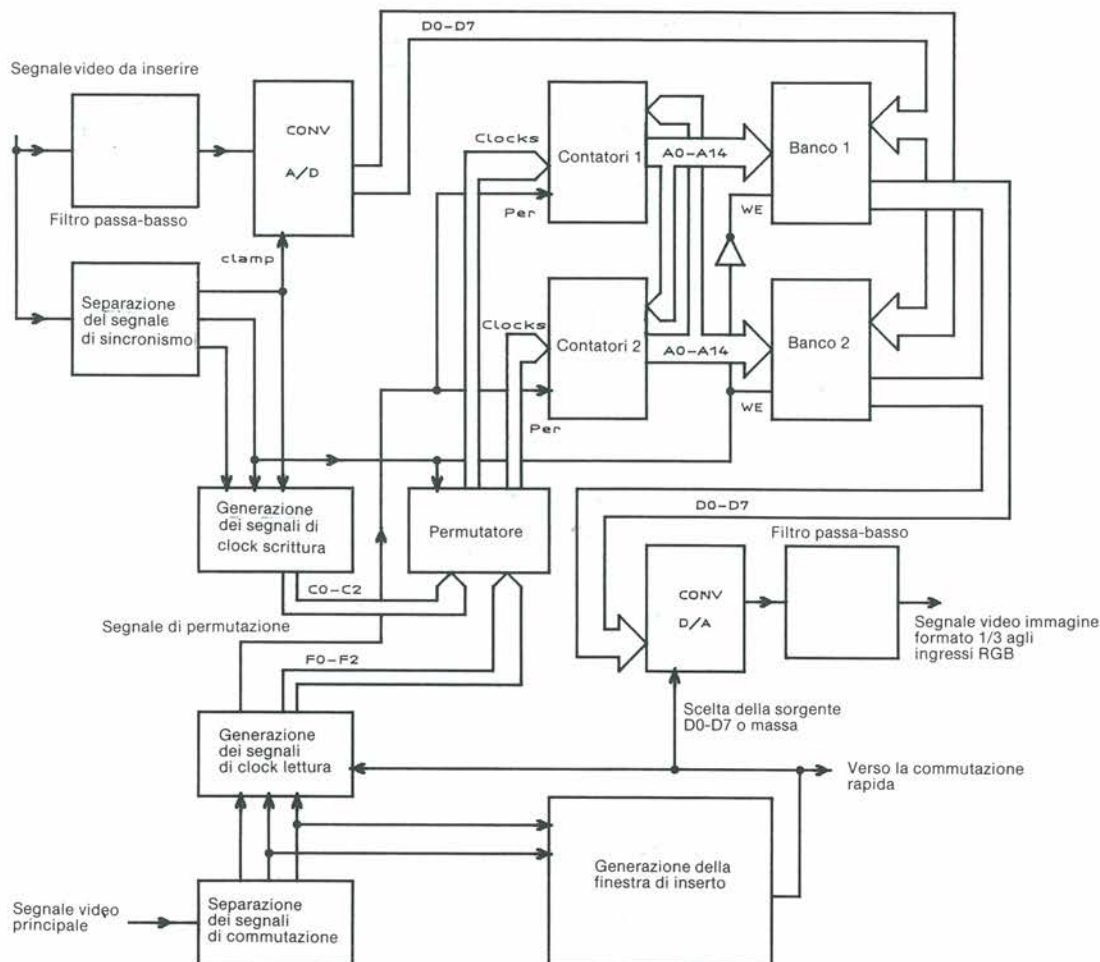 D0-D7
Segnale video da inserire
CONV
A/D
Filtro passa-basso
clamp
Separazione
del segnale
di sincronismo
Clocks
Contatori 1
A0-A14
Banco 1
Per
WE
Clocks
Contatori 2
A0-A14
Banco 2
Per
WE
Generazione
dei segnali di
clock scrittura
Permutatore
D0-D7
Filtro passa-basso
C0-C2
CONV
D/A
Segnale di permutazione
Segnale video immagine
formato 1/3 agli
ingressi RGB
F0-F2
Scelta della sorgente
D0-D7 o massa
Generazione
dei segnali
di clock lettura
Verso la commutazione
rapida
Generazione della
finestra di inserto
Segnale video
principale
Separazione
dei segnali
di commutazione